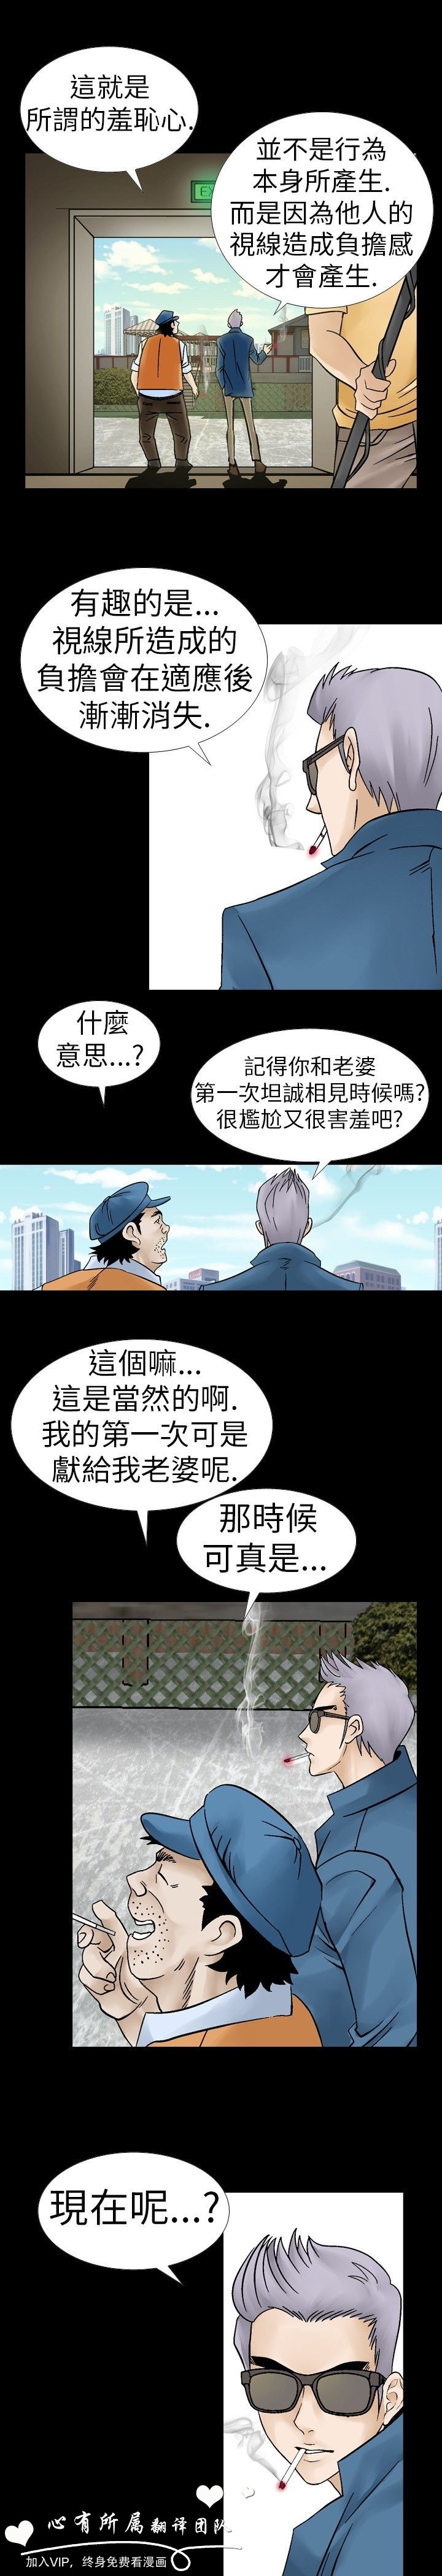 這就是
所謂的羞恥心.
並不是行為
本身所產生.
而是因為他人的
視線造成負擔感
才會產生.
EX
有趣的是...
視線所造成的
負擔會在適應後
漸漸消失.
什麼
意思...?
記得你和老婆
第一次坦誠相見時候嗎?
很尷尬又很害羞吧?
這個嘛...
這是當然的啊.
我的第一次可是
獻給我老婆呢.
那時候
可真是...
現在呢...?
心有所属翻译团队
加入VIP，终身免费看漫画